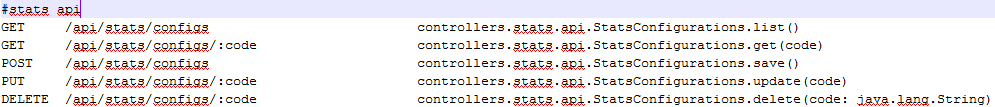 #stats api
GET /api/stats/configs controllers.stats.api.StatsConfigurations.list()
GET /api/stats/configs/:code controllers.stats.api.StatsConfigurations.get(code)
POST /api/stats/configs controllers.stats.api.StatsConfigurations.save()
PUT /api/stats/configs/:code controllers.stats.api.StatsConfigurations.update(code)
DELETE /api/stats/configs/:code controllers.stats.api.StatsConfigurations.delete(code: java.lang.String)